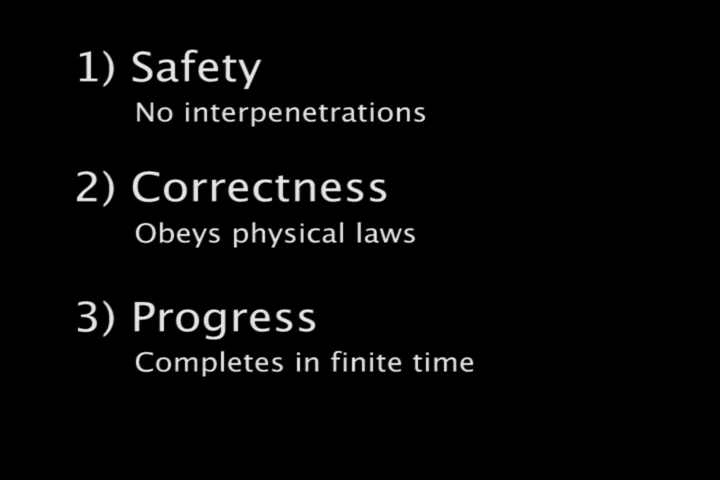 1) Safety
No interpenetrations
2) Correctness
Obeys physical laws
3) Progress
Completes in finite time